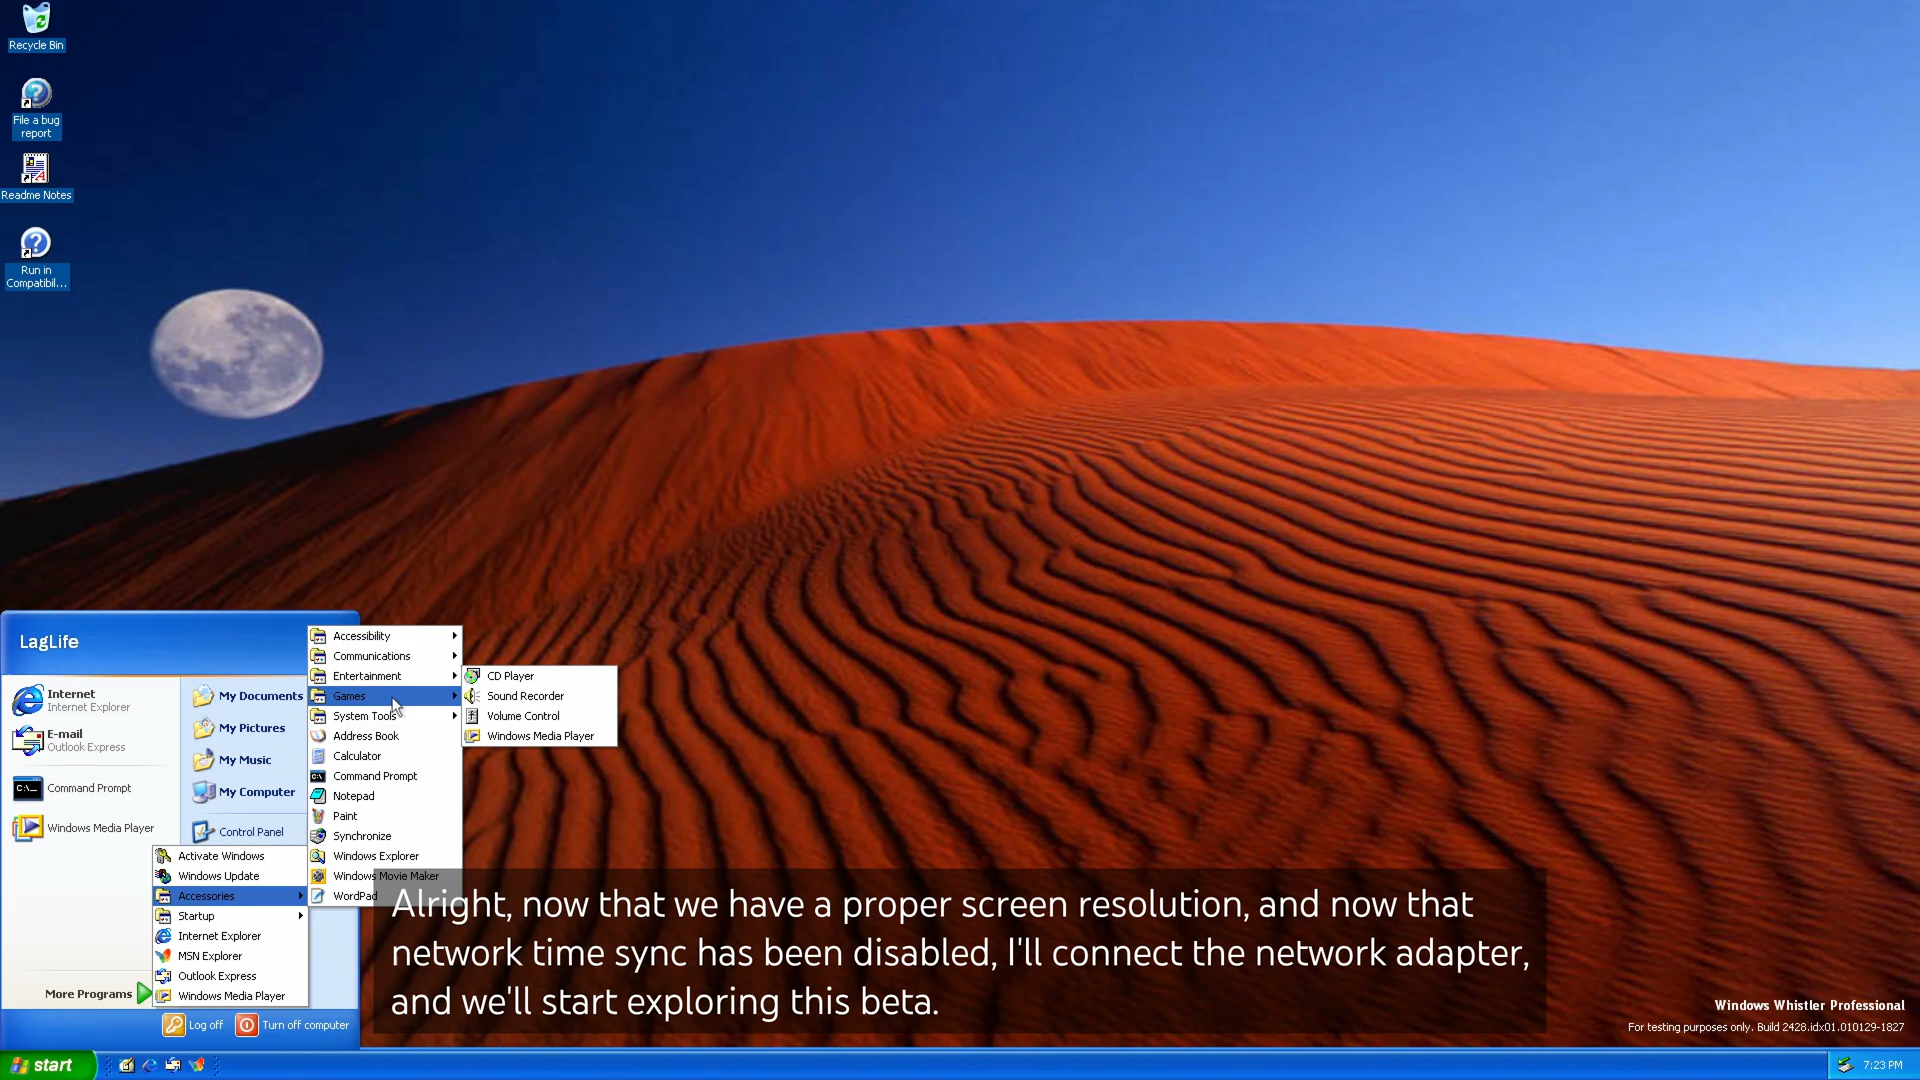 Recycle Bin
File a bug
report
Readme Notes
Run in
Compatibil...
LagLife
Internet
Internet Explorer
E-mail
Outlook Express
Command Prompt
Windows Media Player
More Programs
My Documents
My Pictures
My Music
My Computer
Control Panel
Activate Windows
Windows Update
Accessories
Startup
Internet Explorer
MSN Explorer
Outlook Express
Windows Media Player
Accessibility
Communications
Entertainment
Games
System Tools
Address Book
Calculator
Command Prompt
Notepad
Paint
Synchronize
Windows Explorer
Windows Movie Maker
WordPad
CD Player
Sound Recorder
Volume Control
Windows Media Player
Alright, now that we have a proper screen resolution, and now that
network time sync has been disabled, I'll connect the network adapter,
and we'll start exploring this beta.
Windows Whistler Professional
For testing purposes only. Build 2428.idx01.010129-1827
Log off
Turn off computer
start
7:23 PM